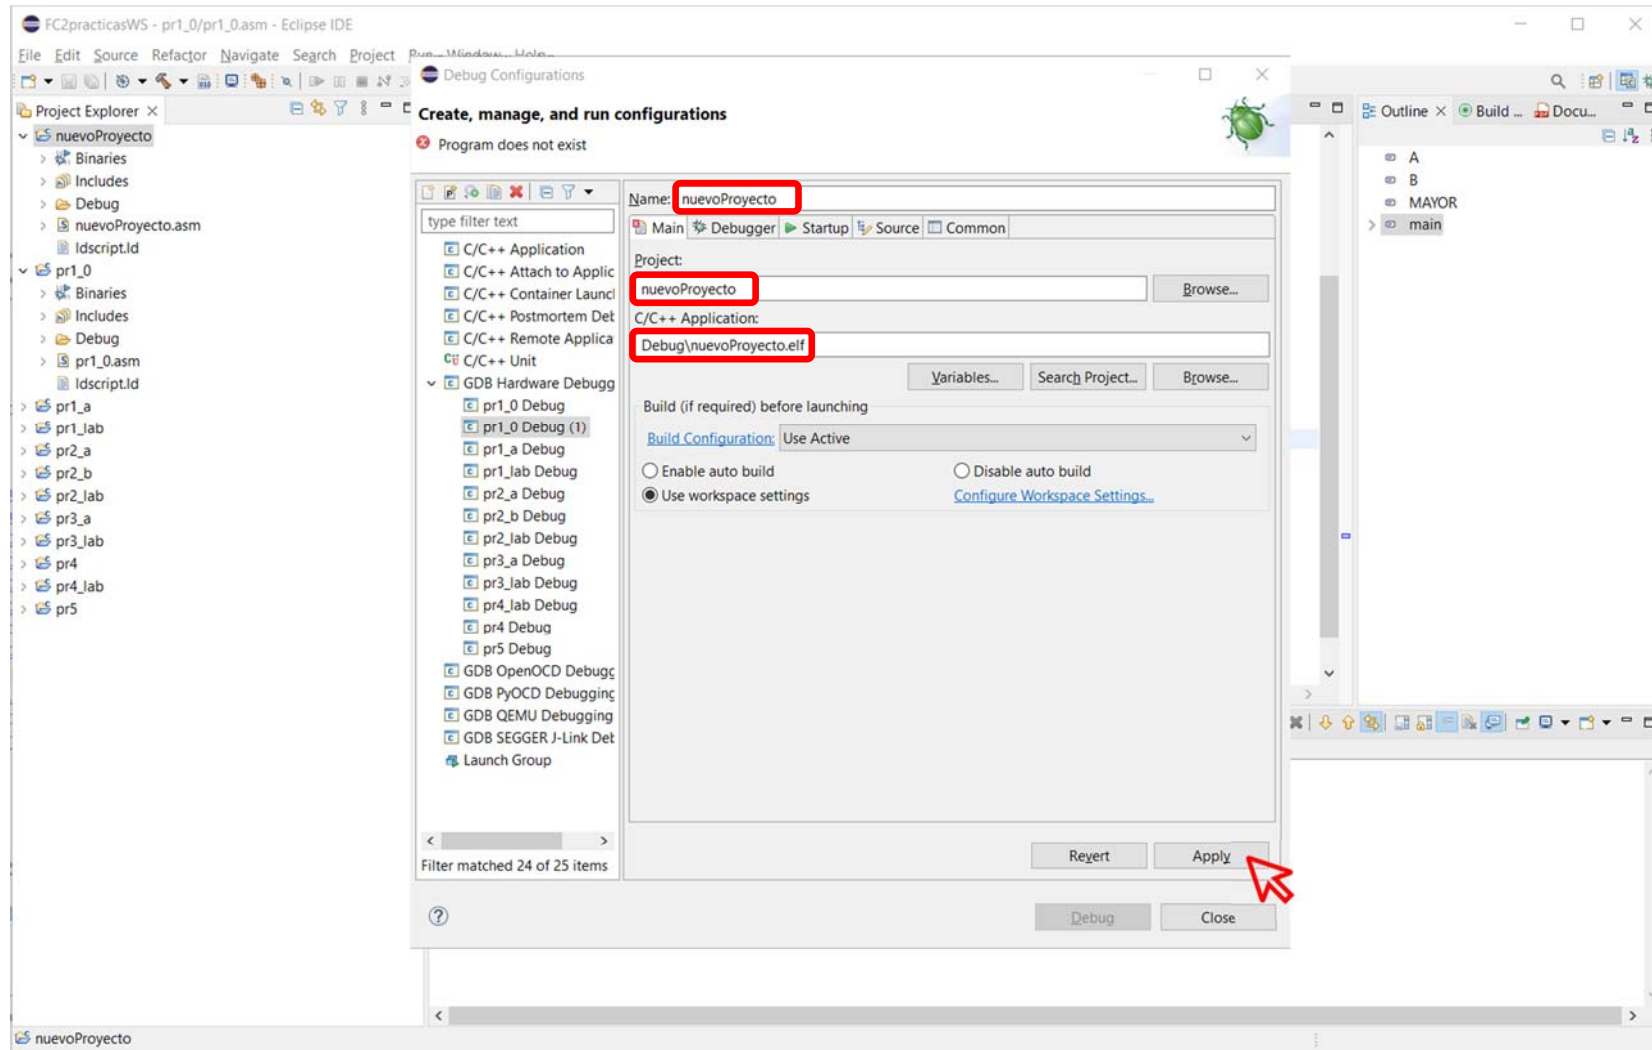 FC2practicasWS - pr1_0/pr1_0.asm - Eclipse IDE
File Edit Source Refactor Navigate Search Project Run Window Help
Project Explorer
nuevoProyecto
Binaries
Includes
Debug
nuevoProyecto.asm
ldscript.ld
pr1_0
Binaries
Includes
Debug
pr1_0.asm
ldscript.ld
pr1_a
pr1_lab
pr2_a
pr2_b
pr2_lab
pr3_a
pr3_lab
pr4
pr4_lab
pr5
Debug Configurations
Create, manage, and run configurations
Program does not exist
type filter text
C/C++ Application
C/C++ Attach to Applic
C/C++ Container Launcl
C/C++ Postmortem Det
C/C++ Remote Applica
C/C++ Unit
GDB Hardware Debugg
pr1_0 Debug
pr1_0 Debug (1)
pr1_a Debug
pr1_lab Debug
pr2_a Debug
pr2_b Debug
pr2_lab Debug
pr3_a Debug
pr3_lab Debug
pr4_lab Debug
pr4 Debug
pr5 Debug
GDB OpenOCD Debugg
GDB PyOCD Debugging
GDB QEMU Debugging
GDB SEGGER J-Link Det
Launch Group
Filter matched 24 of 25 items
Name: nuevoProyecto
Main Debugger Startup Source Common
Project:
nuevoProyecto Browse...
C/C++ Application:
Debug\nuevoProyecto.elf
Variables... Search Project... Browse...
Build (if required) before launching
Build Configuration: Use Active
Enable auto build Disable auto build
Use workspace settings Configure Workspace Settings...
Revert Apply
Debug Close
Outline Build ... Docu...
A
B
MAYOR
main
nuevoProyecto